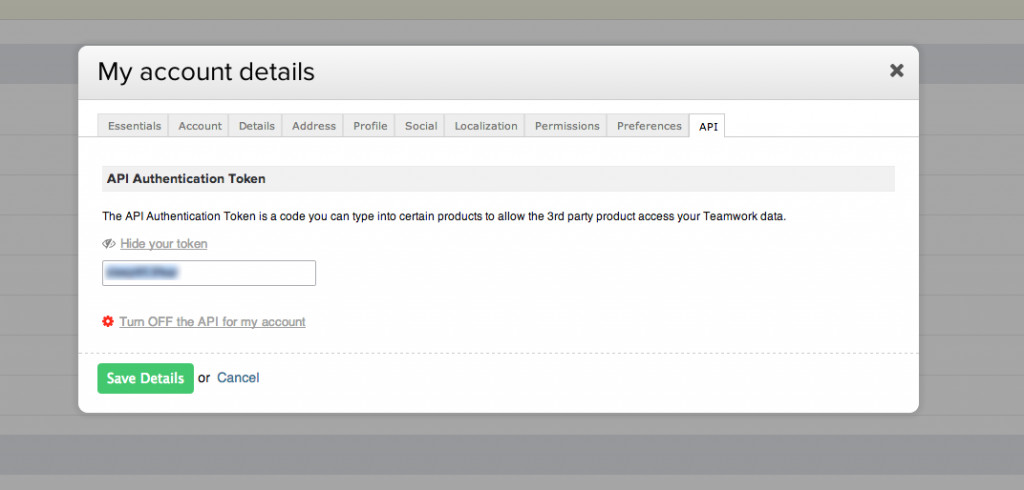 My account details
Essentials Account Details Address Profile Social Localization Permissions Preferences API
API Authentication Token
The API Authentication Token is a code you can type into certain products to allow the 3rd party product access your Teamwork data.
Hide your token
Turn OFF the API for my account
Save Details or Cancel